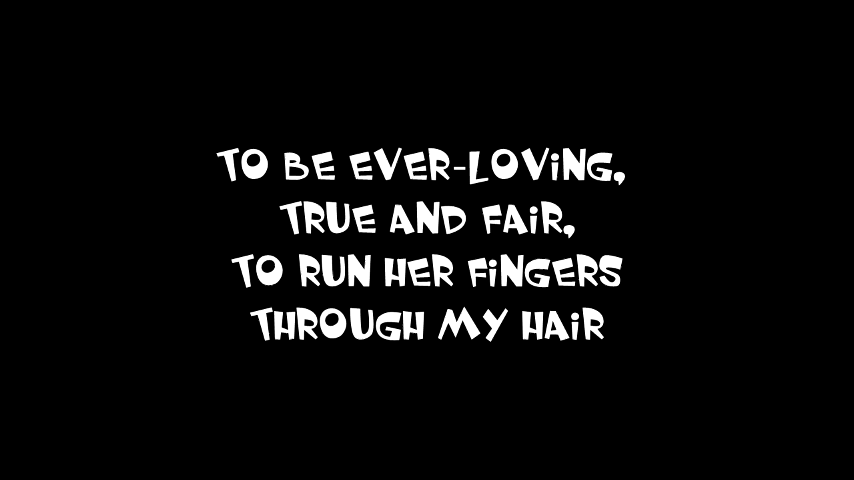 TO BE EVER-LOVING,
TRUE AND FAIR,
TO RUN HER FINGERS
THROUGH MY HAIR